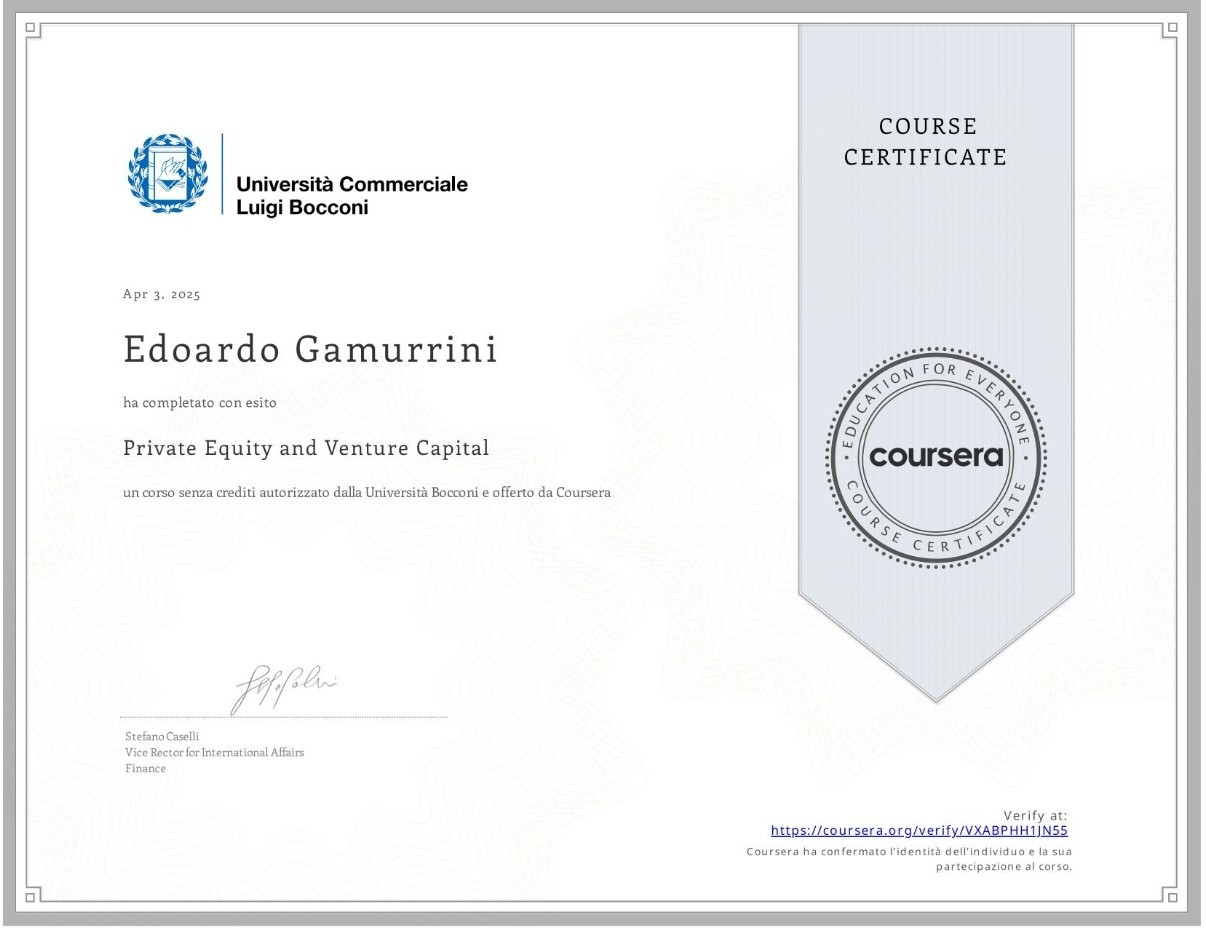 Università Commerciale
Luigi Bocconi
COURSE
CERTIFICATE
Apr 3, 2025
Edoardo Gamurrini
ha completato con esito
Private Equity and Venture Capital
un corso senza crediti autorizzato dalla Università Bocconi e offerto da Coursera
EDUCATION FOR EVERYONE
coursera
COURSE CERTIFICATE
Stefano Caselli
Vice Rector for International Affairs
Finance
Verify at:
https://coursera.org/verify/VXABPHH1JN55
Coursera ha confermato l'identità dell'individuo e la sua
partecipazione al corso.